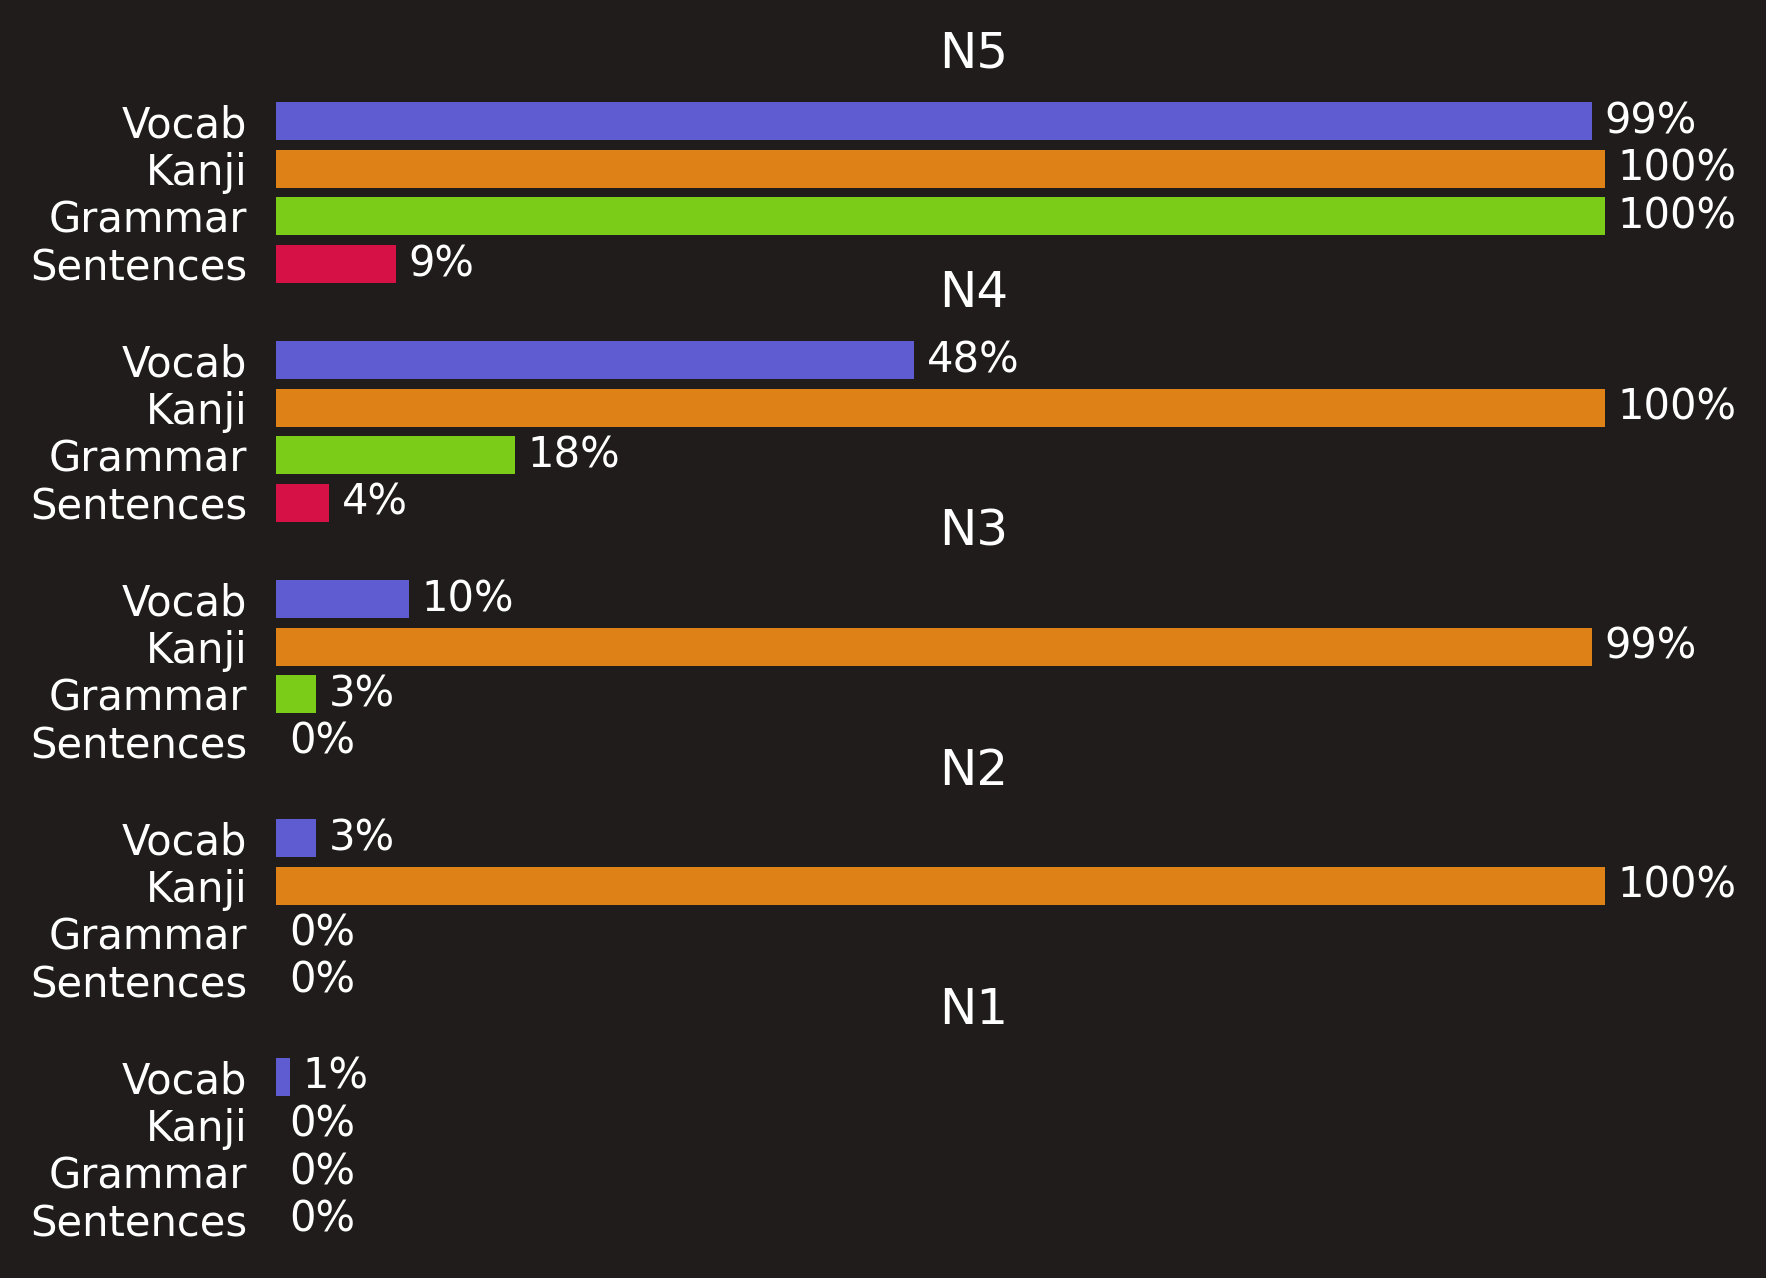 N5
Vocab 99%
Kanji 100%
Grammar 100%
Sentences 9%
N4
Vocab 48%
Kanji 100%
Grammar 18%
Sentences 4%
N3
Vocab 10%
Kanji 99%
Grammar 3%
Sentences 0%
N2
Vocab 3%
Kanji 100%
Grammar 0%
Sentences 0%
N1
Vocab 1%
Kanji 0%
Grammar 0%
Sentences 0%